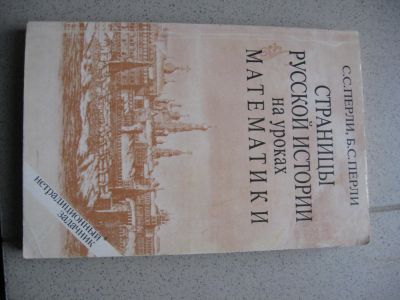 С.С.ПЕРЛИ, Б.С.ПЕРЛИ
СТРАНИЦЫ
РУССКОЙ ИСТОРИИ
на уроках
МАТЕМАТИКИ
нетрадиционный
задачник